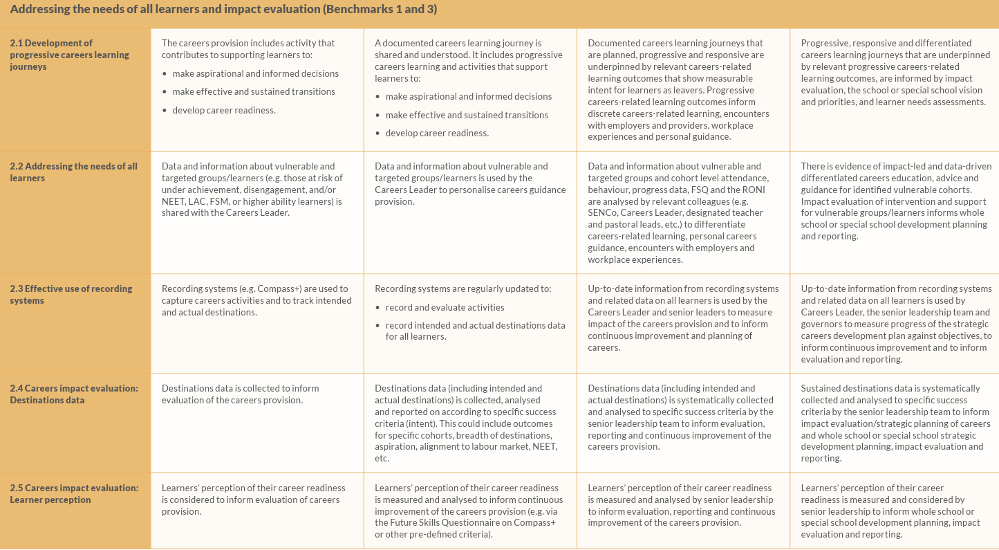 Addressing the needs of all learners and impact evaluation (Benchmarks 1 and 3)
2.1 Development of
progressive careers learning
journeys
The careers provision includes activity that
contributes to supporting learners to:
• make aspirational and informed decisions
• make effective and sustained transitions
• develop career readiness.
A documented careers learning journey is
shared and understood. It includes progressive
careers learning and activities that support
learners to:
• make aspirational and informed decisions
• make effective and sustained transitions
• develop career readiness.
Documented careers learning journeys that
are planned, progressive and responsive are
underpinned by relevant careers-related
learning outcomes that show measurable
intent for learners as leavers. Progressive
careers-related learning outcomes inform
discrete careers-related learning, encounters
with employers and providers, workplace
experiences and personal guidance.
Progressive, responsive and differentiated
careers learning journeys that are underpinned
by relevant progressive careers-related
learning outcomes, are informed by impact
evaluation, the school or special school vision
and priorities, and learner needs assessments.
2.2 Addressing the needs of all
learners
Data and information about vulnerable and
targeted groups/learners (e.g. those at risk of
under achievement, disengagement, and/or
NEET, LAC, FSM, or higher ability learners) is
shared with the Careers Leader.
Data and information about vulnerable and
targeted groups/learners is used by the
Careers Leader to personalise careers guidance
provision.
Data and information about vulnerable and
targeted groups and cohort level attendance,
behaviour, progress data, FSQ and the RONI
are analysed by relevant colleagues (e.g.
SENCo, Careers Leader, designated teacher
and pastoral leads, etc.) to differentiate
careers-related learning, personal careers
guidance, encounters with employers and
workplace experiences.
There is evidence of impact-led and data-driven
differentiated careers education, advice and
guidance for identified vulnerable cohorts.
Impact evaluation of intervention and support
for vulnerable groups/learners informs whole
school or special school development planning
and reporting.
2.3 Effective use of recording
systems
Recording systems (e.g. Compass+) are used to
capture careers activities and to track intended
and actual destinations.
Recording systems are regularly updated to:
• record and evaluate activities
• record intended and actual destinations data
for all learners.
Up-to-date information from recording systems
and related data on all learners is used by the
Careers Leader and senior leaders to measure
impact of the careers provision and to inform
continuous improvement and planning of
careers.
Up-to-date information from recording systems
and related data on all learners is used by
Careers Leader, the senior leadership team and
governors to measure progress of the strategic
careers development plan against objectives, to
inform continuous improvement and to inform
evaluation and reporting.
2.4 Careers impact evaluation:
Destinations data
Destinations data is collected to inform
evaluation of the careers provision.
Destinations data (including intended and
actual destinations) is collected, analysed
and reported on according to specific success
criteria (intent). This could include outcomes
for specific cohorts, breadth of destinations,
aspiration, alignment to labour market, NEET,
etc.
Destinations data (including intended and
actual destinations) is systematically collected
and analysed to specific success criteria by the
senior leadership team to inform evaluation,
reporting and continuous improvement of the
careers provision.
Sustained destinations data is systematically
collected and analysed to specific success
criteria by the senior leadership team to inform
impact evaluation/strategic planning of careers
and whole school or special school strategic
development planning, impact evaluation and
reporting.
2.5 Careers impact evaluation:
Learner perception
Learners’ perception of their career readiness
is considered to inform evaluation of careers
provision.
Learners’ perception of their career readiness
is measured and analysed to inform continuous
improvement of the careers provision (e.g. via
the Future Skills Questionnaire on Compass+
or other pre-defined criteria).
Learners’ perception of their career readiness
is measured and analysed by senior leadership
to inform evaluation, reporting and continuous
improvement of the careers provision.
Learners’ perception of their career
readiness is measured and considered by
senior leadership to inform whole school or
special school development planning, impact
evaluation and reporting.